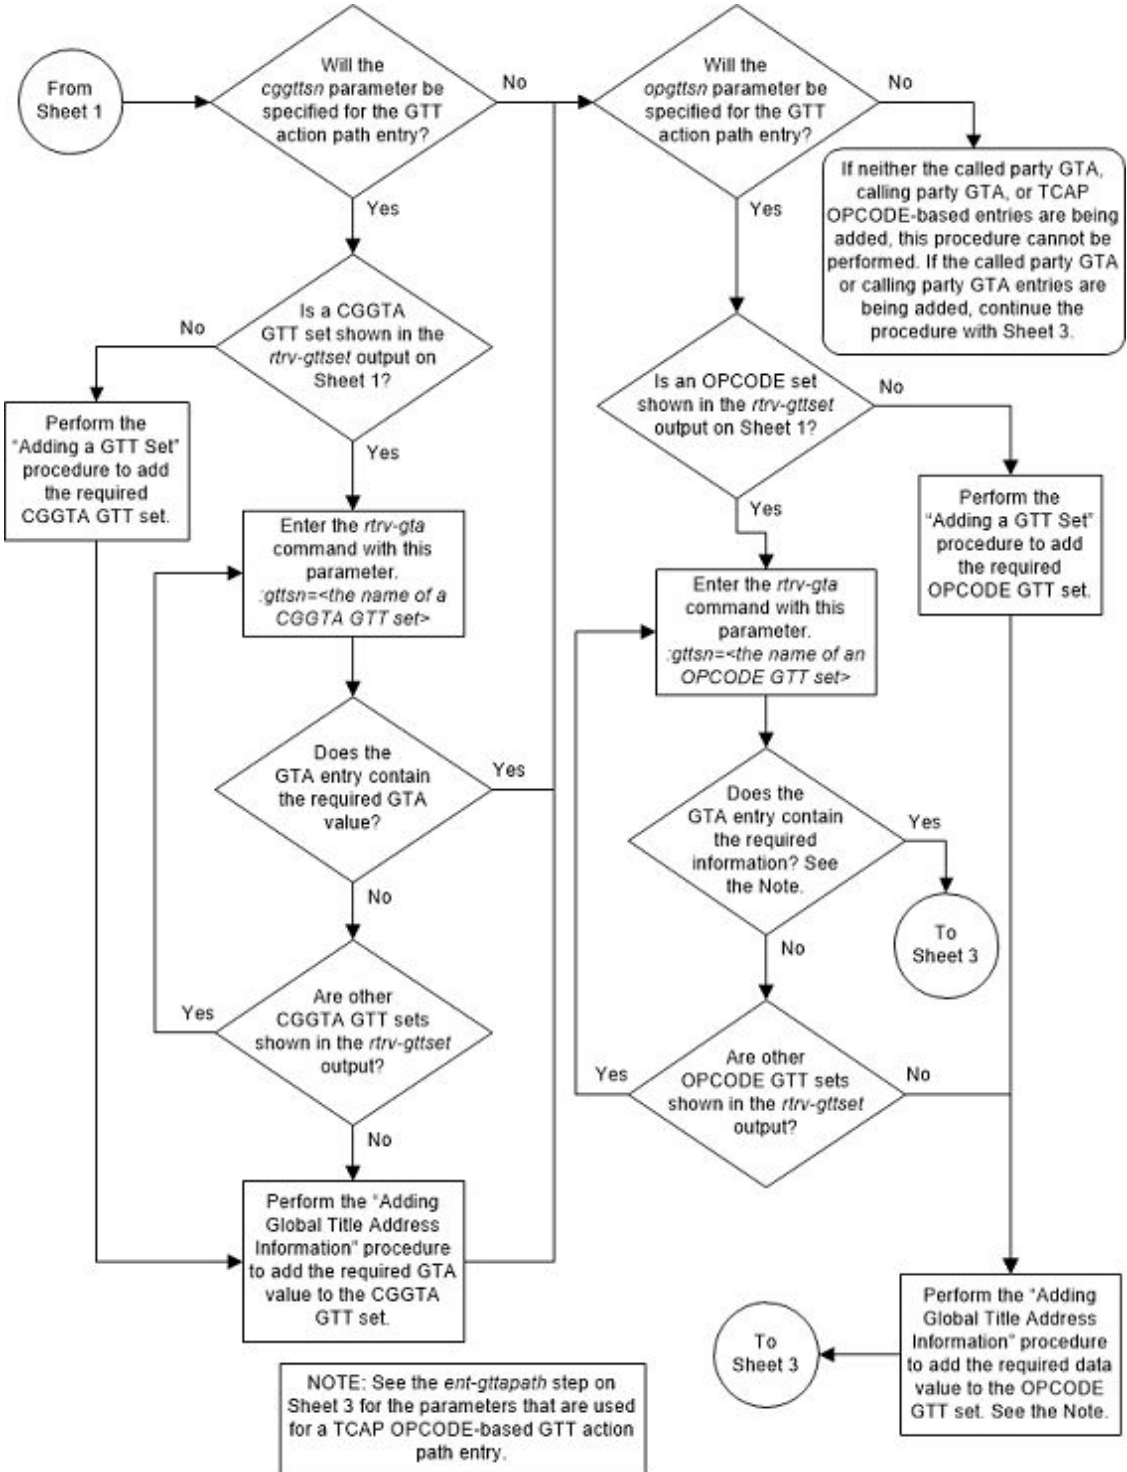 From
Sheet 1
Will the
cggttsn parameter be
specified for the GTT
action path entry?
No
Yes
Will the
opgttsn parameter be
specified for the GTT
action path entry?
No
Yes
If neither the called party GTA,
calling party GTA, or TCAP
OPCODE-based entries are being
added, this procedure cannot be
performed. If the called party GTA
or calling party GTA entries are
being added, continue the
procedure with Sheet 3.
Is a CGGTA
GTT set shown in the
rtrv-gttset output on
Sheet 1?
No
Yes
Perform the
"Adding a GTT Set"
procedure to add
the required
CGGTA GTT set.
Enter the rtrv-gta
command with this
parameter.
:gttsn=<the name of a
CGGTA GTT set>
Does the
GTA entry contain
the required GTA
value?
Yes
No
Are other
CGGTA GTT sets
shown in the rtrv-gttset
output?
Yes
No
Perform the "Adding
Global Title Address
Information" procedure
to add the required GTA
value to the CGGTA
GTT set.
Is an OPCODE set
shown in the rtrv-gttset
output on Sheet 1?
No
Yes
Perform the
"Adding a GTT Set"
procedure to add
the required
OPCODE GTT set.
Enter the rtrv-gta
command with this
parameter.
:gttsn=<the name of an
OPCODE GTT set>
Does the
GTA entry contain
the required
information? See
the Note.
Yes
No
To
Sheet 3
Are other
OPCODE GTT sets
shown in the rtrv-gttset
output?
Yes
No
Perform the "Adding
Global Title Address
Information" procedure
to add the required data
value to the OPCODE
GTT set. See the Note.
To
Sheet 3
NOTE: See the ent-gttapath step on
Sheet 3 for the parameters that are used
for a TCAP OPCODE-based GTT action
path entry.